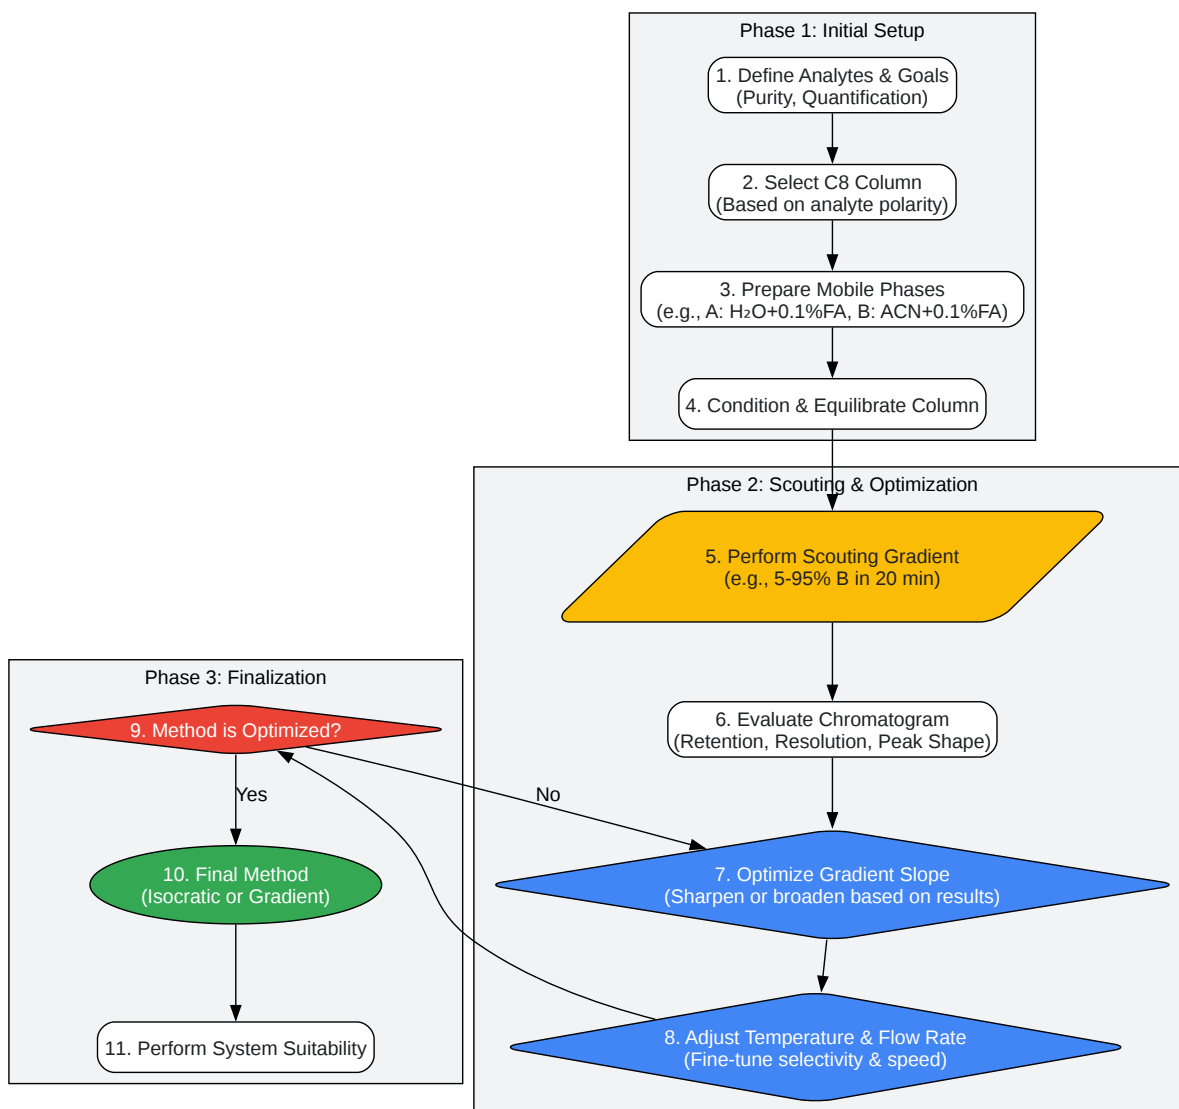 Phase 1: Initial Setup
1. Define Analytes & Goals
(Purity, Quantification)
2. Select C8 Column
(Based on analyte polarity)
3. Prepare Mobile Phases
(e.g., A: H₂O+0.1%FA, B: ACN+0.1%FA)
4. Condition & Equilibrate Column
Phase 2: Scouting & Optimization
5. Perform Scouting Gradient
(e.g., 5-95% B in 20 min)
6. Evaluate Chromatogram
(Retention, Resolution, Peak Shape)
7. Optimize Gradient Slope
(Sharpen or broaden based on results)
8. Adjust Temperature & Flow Rate
(Fine-tune selectivity & speed)
Phase 3: Finalization
9. Method is Optimized?
No
Yes
10. Final Method
(Isocratic or Gradient)
11. Perform System Suitability